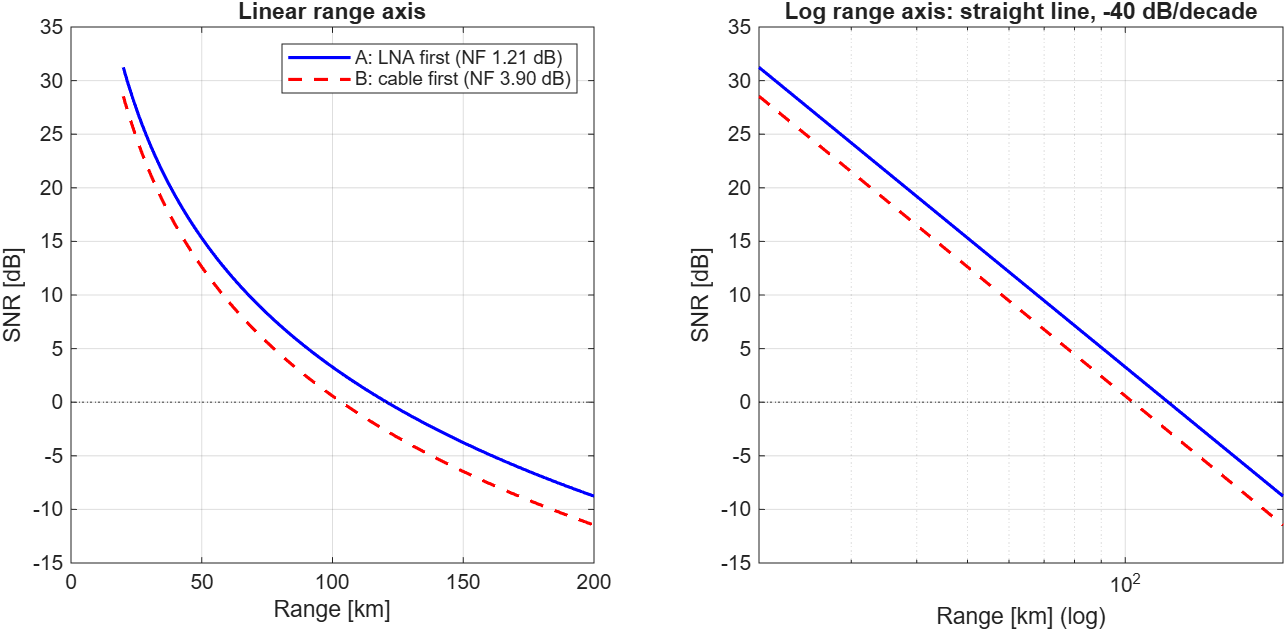 Linear range axis
35
30
25
20
15
10
5
0
-5
-10
-15
SNR [dB]
A: LNA first (NF 1.21 dB)
B: cable first (NF 3.90 dB)
0 50 100 150 200
Range [km]
Log range axis: straight line, -40 dB/decade
35
30
25
20
15
10
5
0
-5
-10
-15
SNR [dB]
10²
Range [km] (log)